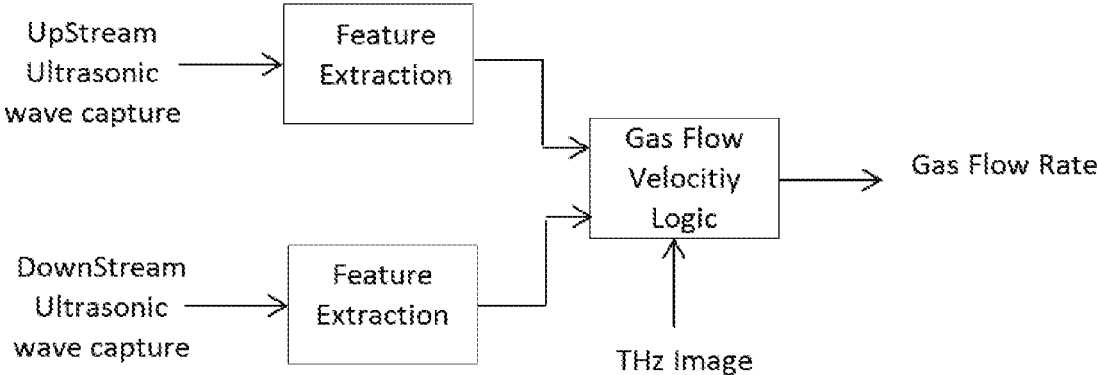 UpStream
Ultrasonic
wave capture
Feature
Extraction
Gas Flow
Velocitiy
Logic
Gas Flow Rate
DownStream
Ultrasonic
wave capture
Feature
Extraction
THz Image